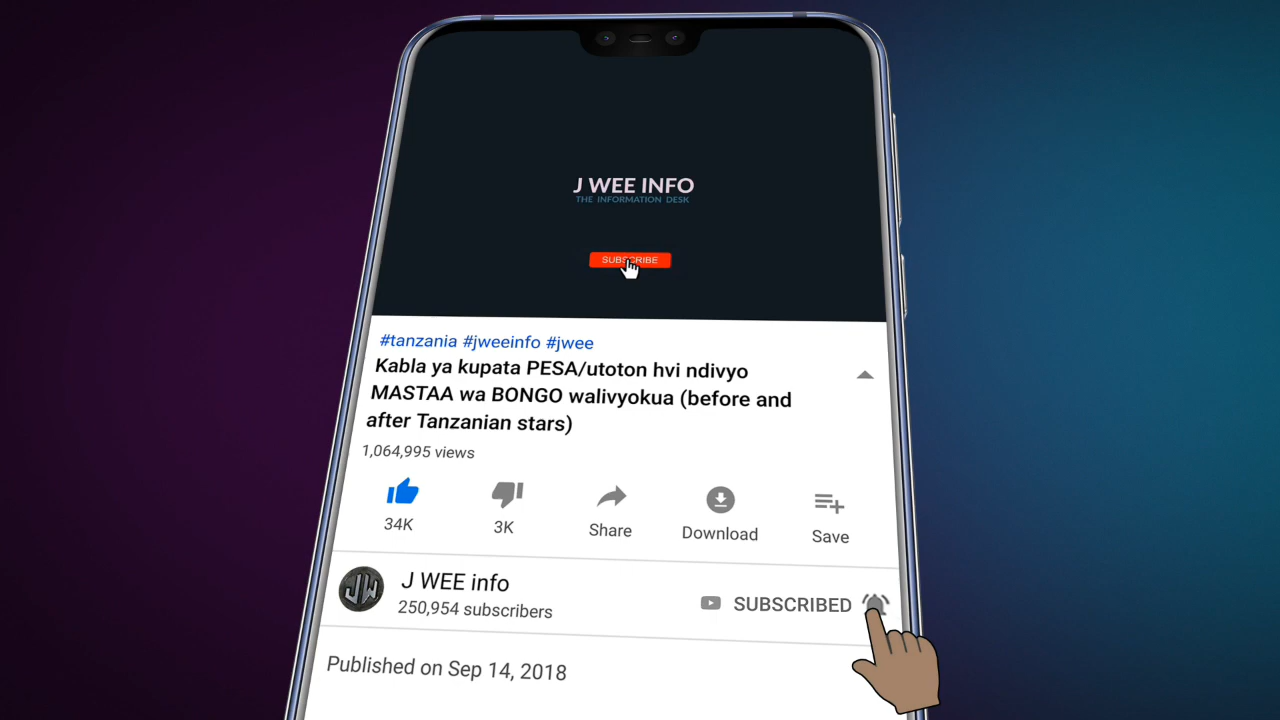 J WEE INFO
THE INFORMATION DESK
SUBSCRIBE
#tanzania #jweeinfo #jwee
Kabla ya kupata PESA/utoton hvi ndivyo
MASTAA wa BONGO walivyokua (before and
after Tanzanian stars)
1,064,995 views
34K
3K
Share
Download
Save
J WEE info
250,954 subscribers
SUBSCRIBED
Published on Sep 14, 2018
JW